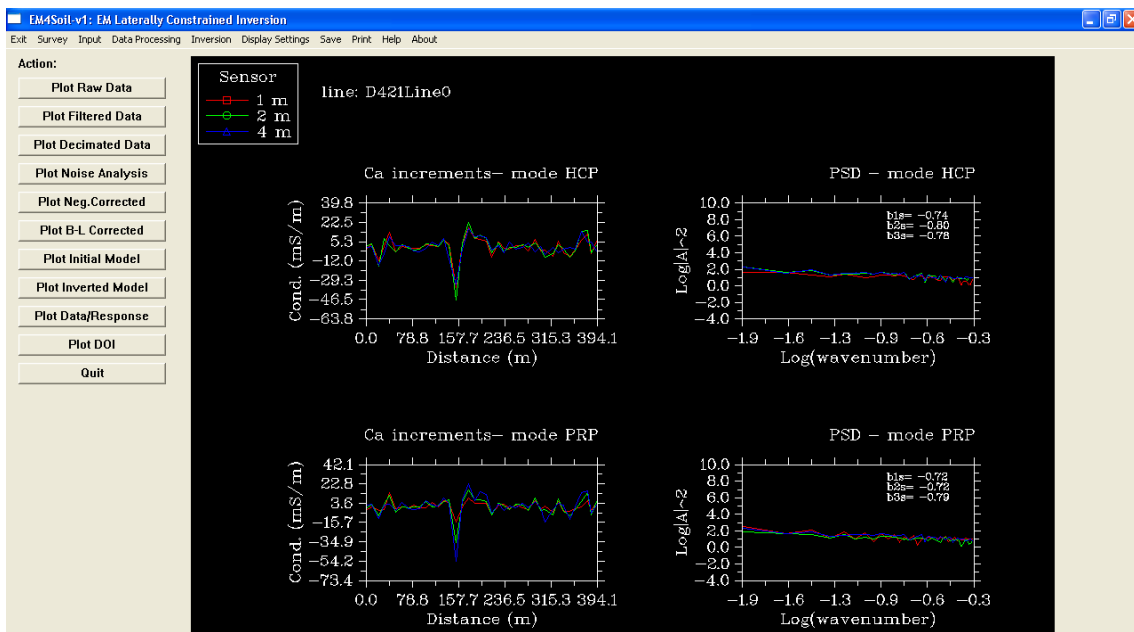 EM4Soil-v1: EM Laterally Constrained Inversion
Exit Survey Input Data Processing Inversion Display Settings Save Print Help About
Action:
Plot Raw Data
Plot Filtered Data
Plot Decimated Data
Plot Noise Analysis
Plot Neg.Corrected
Plot B-L Corrected
Plot Initial Model
Plot Inverted Model
Plot Data/Response
Plot DOI
Quit
Sensor
1 m
2 m
4 m
line: D421Line0
Ca increments- mode HCP
Cond. (mS/m)
39.8
22.5
5.3
-12.0
-29.3
-46.5
-63.8
0.0 78.8 157.7 236.5 315.3 394.1
Distance (m)
PSD - mode HCP
Log|A|^2
10.0
8.0
6.0
4.0
2.0
0.0
-2.0
-4.0
b1s= -0.74
b2s= -0.80
b3s= -0.78
-1.9 -1.6 -1.3 -0.9 -0.6 -0.3
Log(wavenumber)
Ca increments- mode PRP
Cond. (mS/m)
42.1
22.8
3.6
-15.7
-34.9
-54.2
-73.4
0.0 78.8 157.7 236.5 315.3 394.1
Distance (m)
PSD - mode PRP
Log|A|^2
10.0
8.0
6.0
4.0
2.0
0.0
-2.0
-4.0
b1s= -0.72
b2s= -0.72
b3s= -0.79
-1.9 -1.6 -1.3 -0.9 -0.6 -0.3
Log(wavenumber)